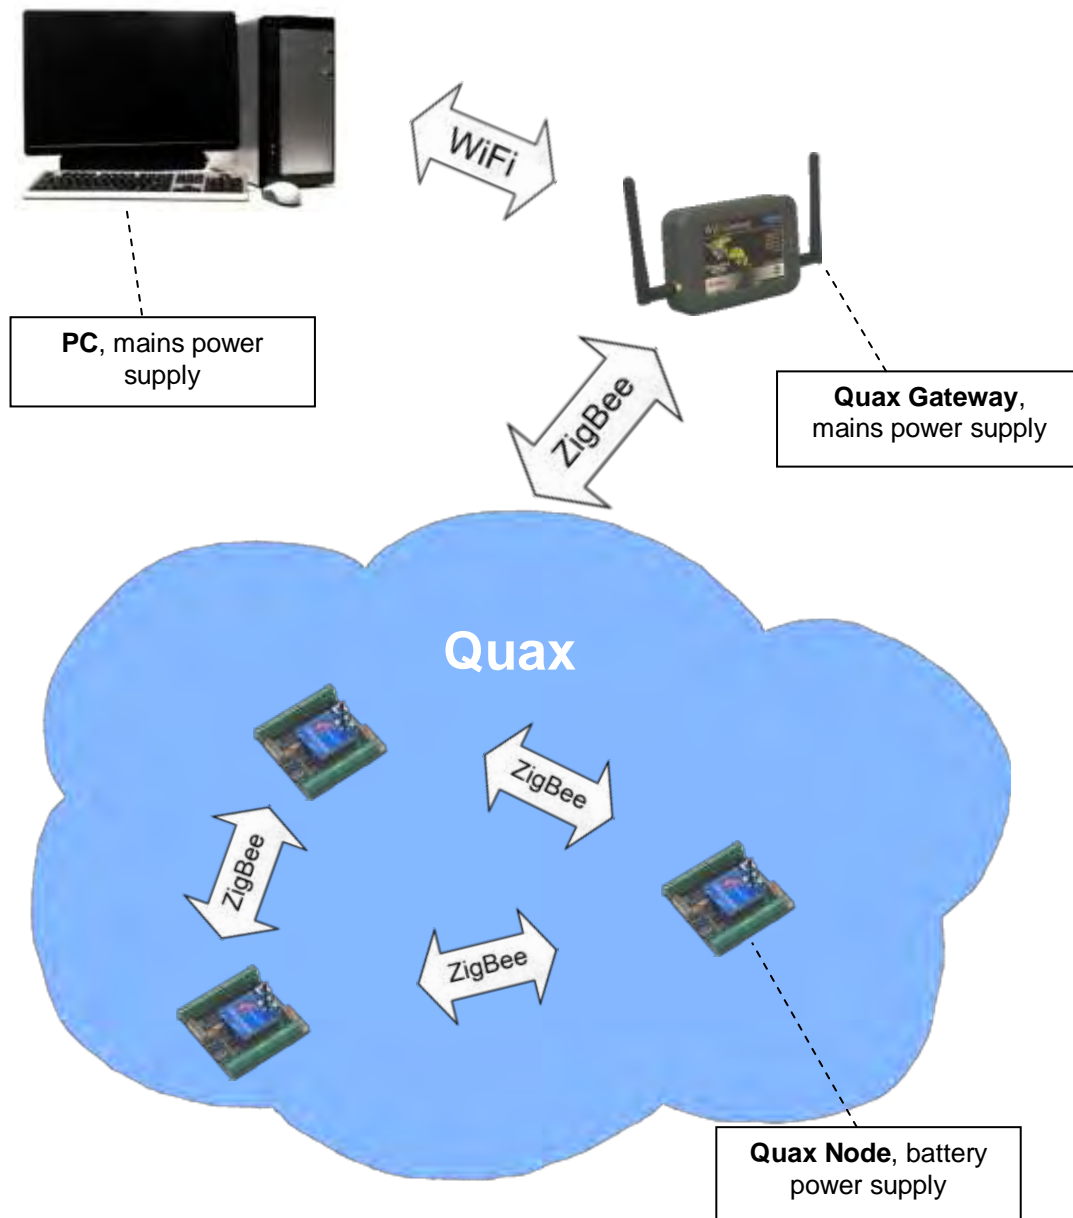 WiFi
PC, mains power
supply
ZigBee
Quax Gateway,
mains power supply
Quax
ZigBee
ZigBee
ZigBee
Quax Node, battery
power supply